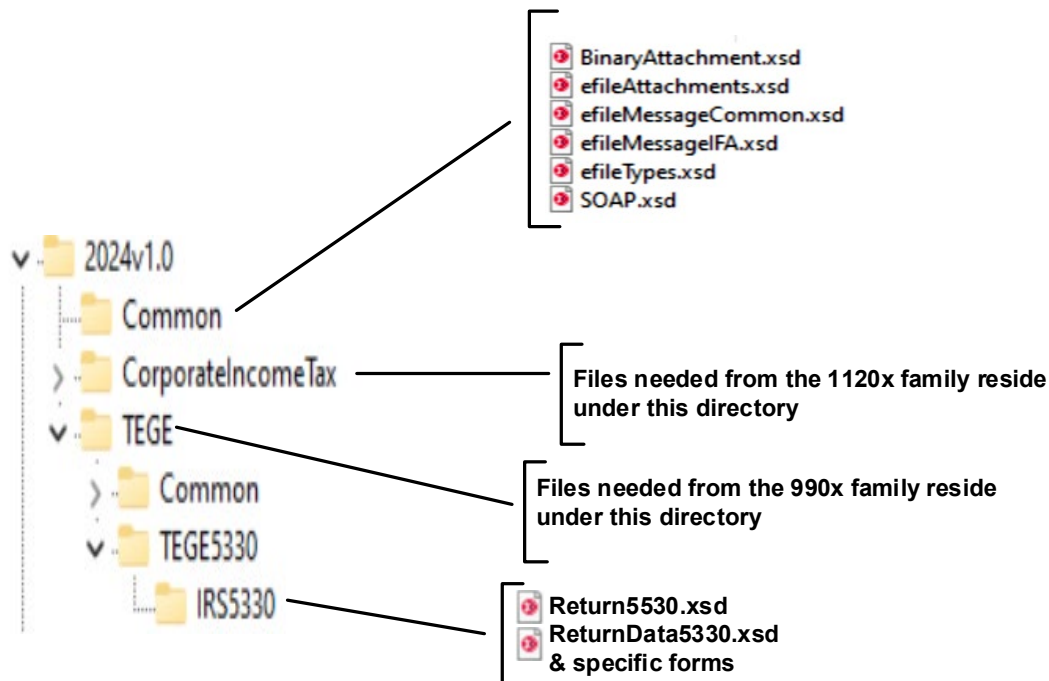 BinaryAttachment.xsd
efileAttachments.xsd
efileMessageCommon.xsd
efileMessageIFA.xsd
efileTypes.xsd
SOAP.xsd
2024v1.0
Common
CorporateIncomeTax
Files needed from the 1120x family reside
under this directory
TEGE
Common
Files needed from the 990x family reside
under this directory
TEGE5330
IRS5330
Return5530.xsd
ReturnData5330.xsd
& specific forms